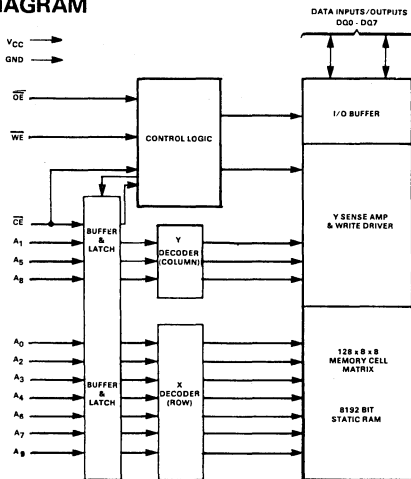 DIAGRAM
DATA INPUTS/OUTPUTS
DQ0 - DQ7
VCC
GND
OE
WE
CONTROL LOGIC
I/O BUFFER
CE
BUFFER
&
LATCH
Y
DECODER
(COLUMN)
Y SENSE AMP
& WRITE DRIVER
A1
A5
A8
A0
A2
A3
A4
A6
A7
A9
BUFFER
&
LATCH
X
DECODER
(ROW)
128 x 8 x 8
MEMORY CELL
MATRIX
8192 BIT
STATIC RAM